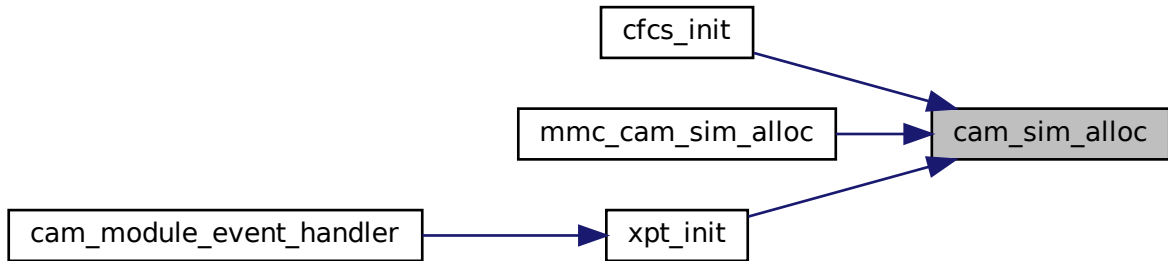 cfcs_init
mmc_cam_sim_alloc
cam_sim_alloc
cam_module_event_handler
xpt_init